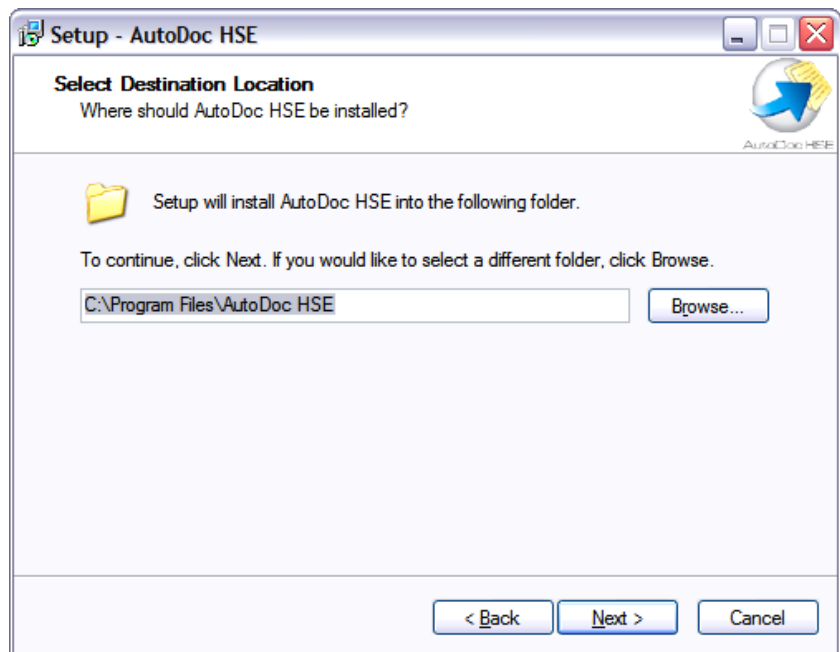 Setup - AutoDoc HSE
Select Destination Location
Where should AutoDoc HSE be installed?
AutoDoc HSE
Setup will install AutoDoc HSE into the following folder.
To continue, click Next. If you would like to select a different folder, click Browse.
C:\Program Files\AutoDoc HSE
Browse...
< Back
Next >
Cancel